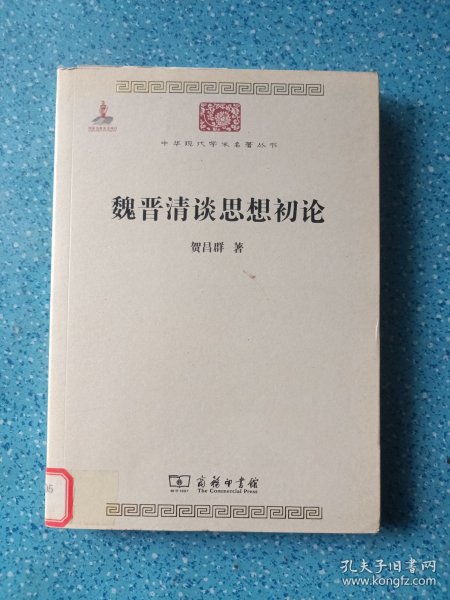 中华现代学术名著丛书
魏晋清谈思想初论
贺昌群 著
商务印书馆
The Commercial Press
05
孔夫子旧书网
www.kongfz.com